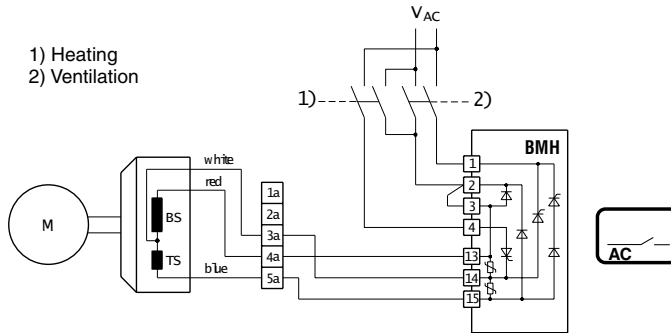 V AC
1) Heating
2) Ventilation
1)
2)
BMH
white
red
blue
M
BS
TS
1a
2a
3a
4a
5a
1
2
3
4
13
14
15
AC